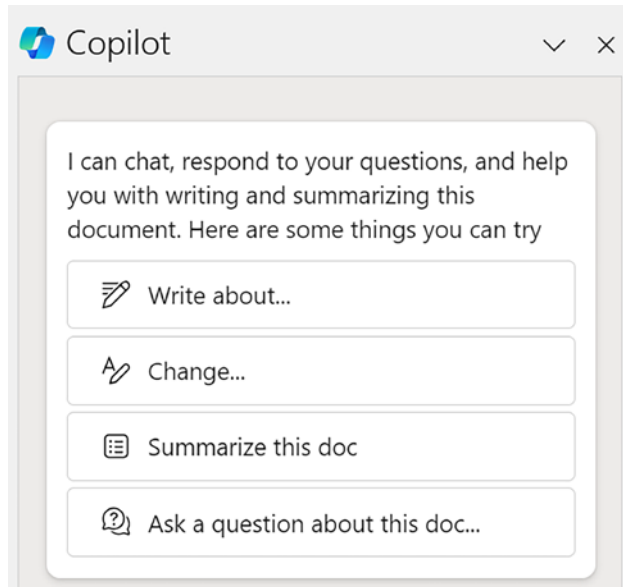 Copilot
I can chat, respond to your questions, and help
you with writing and summarizing this
document. Here are some things you can try
Write about...
Change...
Summarize this doc
Ask a question about this doc...